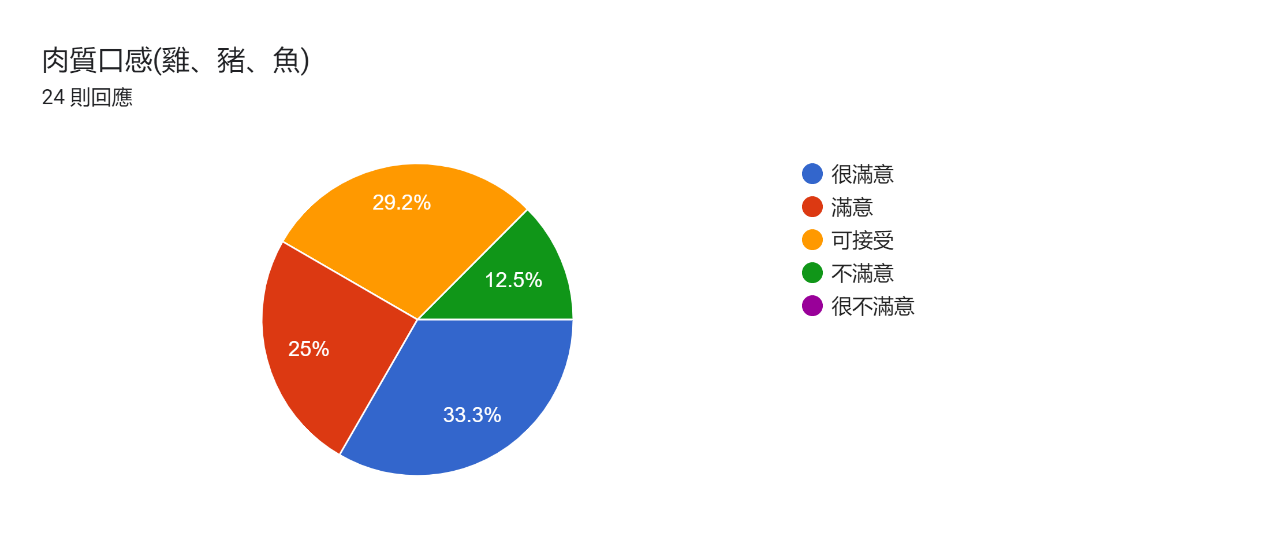 肉質口感(雞、豬、魚)
24 則回應
29.2%
12.5%
25%
33.3%
很滿意
滿意
可接受
不滿意
很不滿意